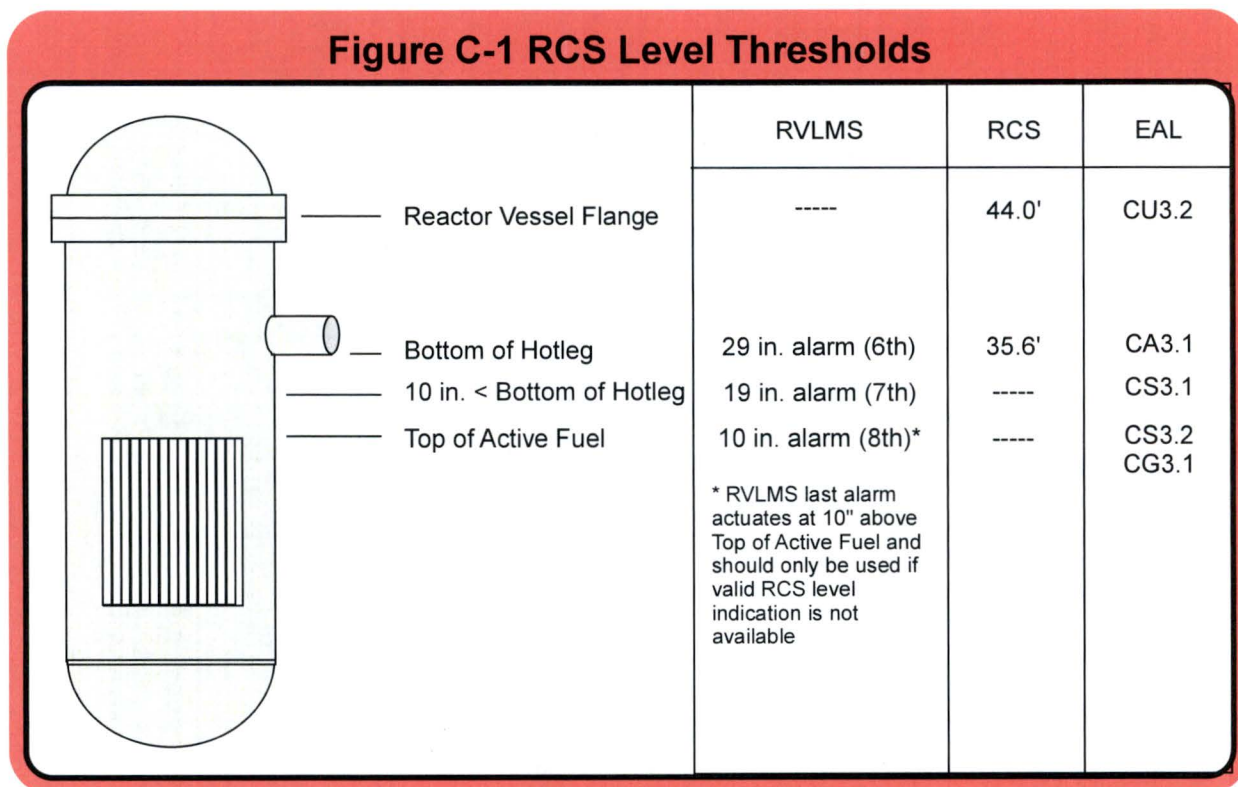 Figure C-1 RCS Level Thresholds
RVLMS RCS EAL
Reactor Vessel Flange ----- 44.0' CU3.2
Bottom of Hotleg 29 in. alarm (6th) 35.6' CA3.1
10 in. < Bottom of Hotleg 19 in. alarm (7th) ----- CS3.1
Top of Active Fuel 10 in. alarm (8th)* ----- CS3.2
CG3.1
* RVLMS last alarm
actuates at 10" above
Top of Active Fuel and
should only be used if
valid RCS level
indication is not
available